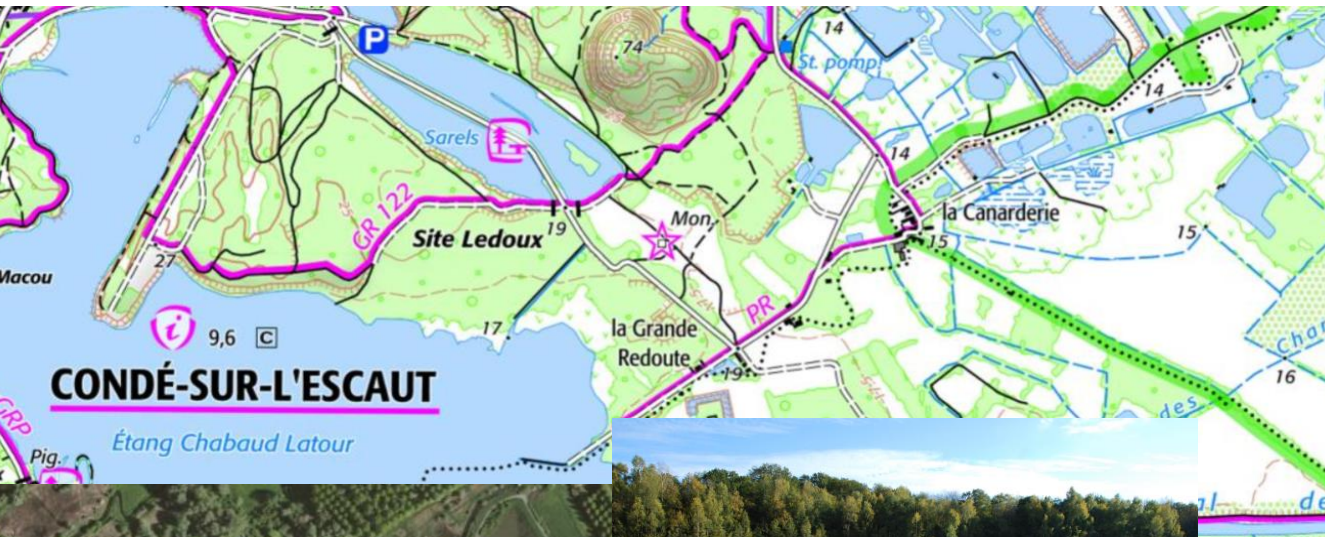 P
74
14
St. pomp.
14
Sarels
14
GR 122
19
Mon.
la Canarderie
Site Ledoux
15
15
Macou
27
i
9,6 C
17
la Grande
Redoute
PR
19
16
CONDÉ-SUR-L'ESCAUT
GRP
Étang Chabaud Latour
des
Pig.